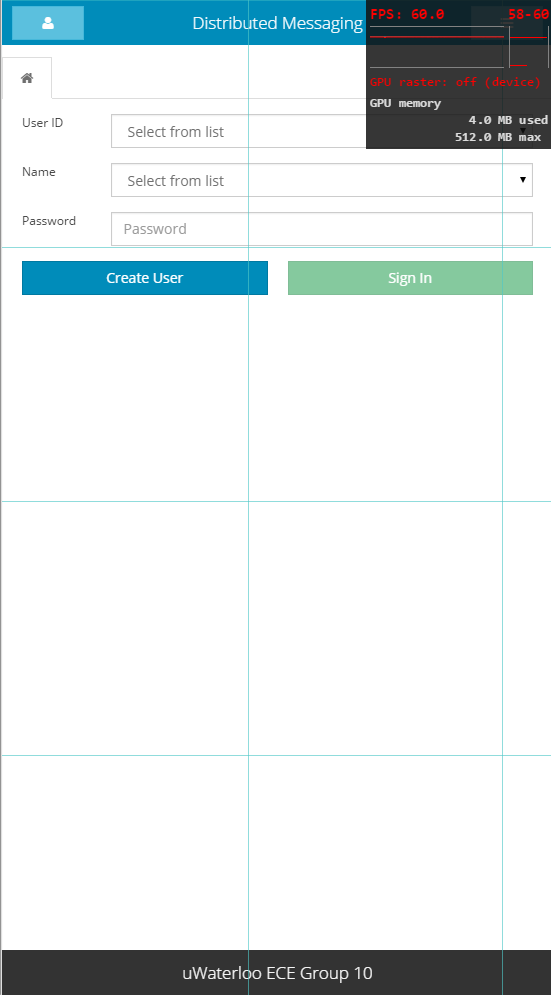 Distributed Messaging
FPS: 60.0 58-60
GPU raster: off (device)
GPU memory
4.0 MB used
512.0 MB max
User ID
Select from list
Name
Select from list
Password
Password
Create User
Sign In
uWaterloo ECE Group 10